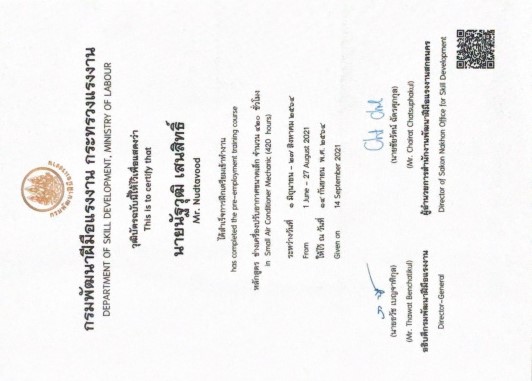 กรมพัฒนาฝีมือแรงงาน
กรมพัฒนาฝีมือแรงงาน กระทรวงแรงงาน
DEPARTMENT OF SKILL DEVELOPMENT, MINISTRY OF LABOUR
วุฒิบัตรฉบับนี้ให้ไว้เพื่อแสดงว่า
This is to certify that
นายนัฐวุฒิ เสนสิทธิ์
Mr. Nudtavood
ได้สำเร็จการฝึกเตรียมเข้าทำงาน
has completed the pre-employment training course
หลักสูตร ช่างเครื่องปรับอากาศขนาดเล็ก จำนวน ๔๒๐ ชั่วโมง
in Small Air Conditioner Mechanic (420 hours)
ระหว่างวันที่ ๑ มิถุนายน - ๒๗ สิงหาคม ๒๕๖๔
From 1 June - 27 August 2021
ให้ไว้ ณ วันที่ ๑๔ กันยายน พ.ศ. ๒๕๖๔
Given on 14 September 2021
(นายธวัช เบญจาทิกุล) (นายชัยรัตน์ ฉัตรศุภกุล)
(Mr. Thawat Benchatikul) (Mr. Chairat Chatsuphakul)
อธิบดีกรมพัฒนาฝีมือแรงงาน ผู้อำนวยการสำนักงานพัฒนาฝีมือแรงงานสกลนคร
Director-General Director of Sakon Nakhon Office for Skill Development